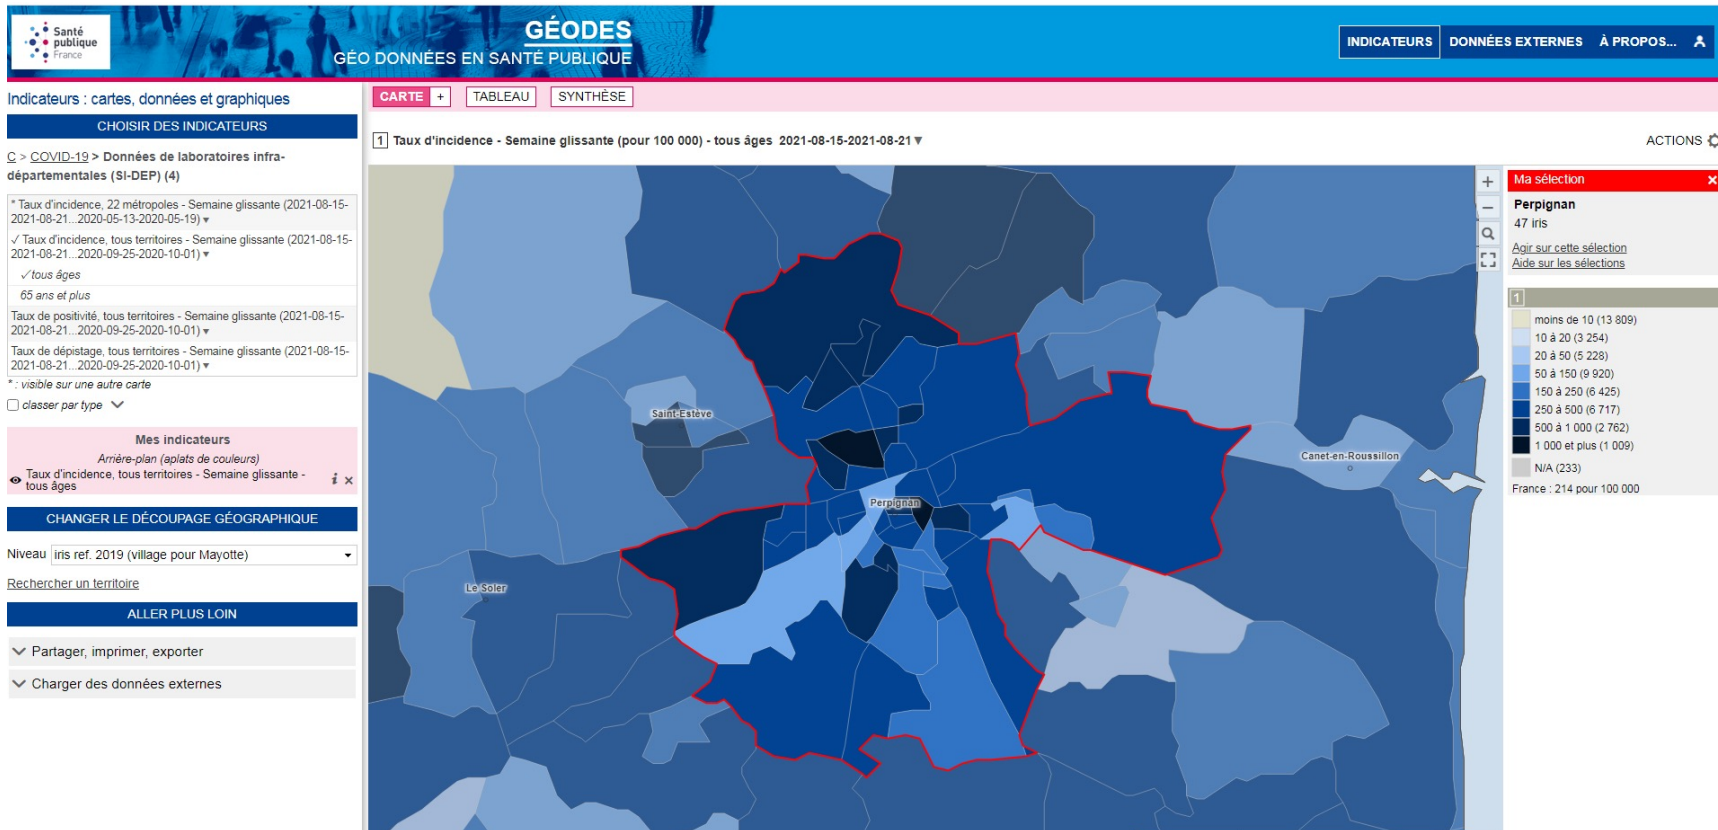 Santé
publique
France
GÉODES
GÉO DONNÉES EN SANTÉ PUBLIQUE
INDICATEURS
DONNÉES EXTERNES
À PROPOS...
Indicateurs : cartes, données et graphiques
CHOISIR DES INDICATEURS
C > COVID-19 > Données de laboratoires infra-
départementales (SI-DEP) (4)
* Taux d'incidence, 22 métropoles - Semaine glissante (2021-08-15-
2021-08-21...2020-05-13-2020-05-19) ▾
✓ Taux d'incidence, tous territoires - Semaine glissante (2021-08-15-
2021-08-21...2020-09-25-2020-10-01) ▾
✓ tous âges
65 ans et plus
Taux de positivité, tous territoires - Semaine glissante (2021-08-15-
2021-08-21...2020-09-25-2020-10-01) ▾
Taux de dépistage, tous territoires - Semaine glissante (2021-08-15-
2021-08-21...2020-09-25-2020-10-01) ▾
* : visible sur une autre carte
classer par type
Mes indicateurs
Arrière-plan (aplats de couleurs)
Taux d'incidence, tous territoires - Semaine glissante -
tous âges
i ×
CHANGER LE DÉCOUPAGE GÉOGRAPHIQUE
Niveau iris ref. 2019 (village pour Mayotte)
Rechercher un territoire
ALLER PLUS LOIN
Partager, imprimer, exporter
Charger des données externes
CARTE +
TABLEAU
SYNTHÈSE
1 Taux d'incidence - Semaine glissante (pour 100 000) - tous âges 2021-08-15-2021-08-21 ▾
ACTIONS
Saint-Estève
Perpignan
Canet-en-Roussillon
Le Soler
+
−
Ma sélection ×
Perpignan
47 iris
Agir sur cette sélection
Aide sur les sélections
1
moins de 10 (13 809)
10 à 20 (3 254)
20 à 50 (5 228)
50 à 150 (9 920)
150 à 250 (6 425)
250 à 500 (6 717)
500 à 1 000 (2 762)
1 000 et plus (1 009)
N/A (233)
France : 214 pour 100 000